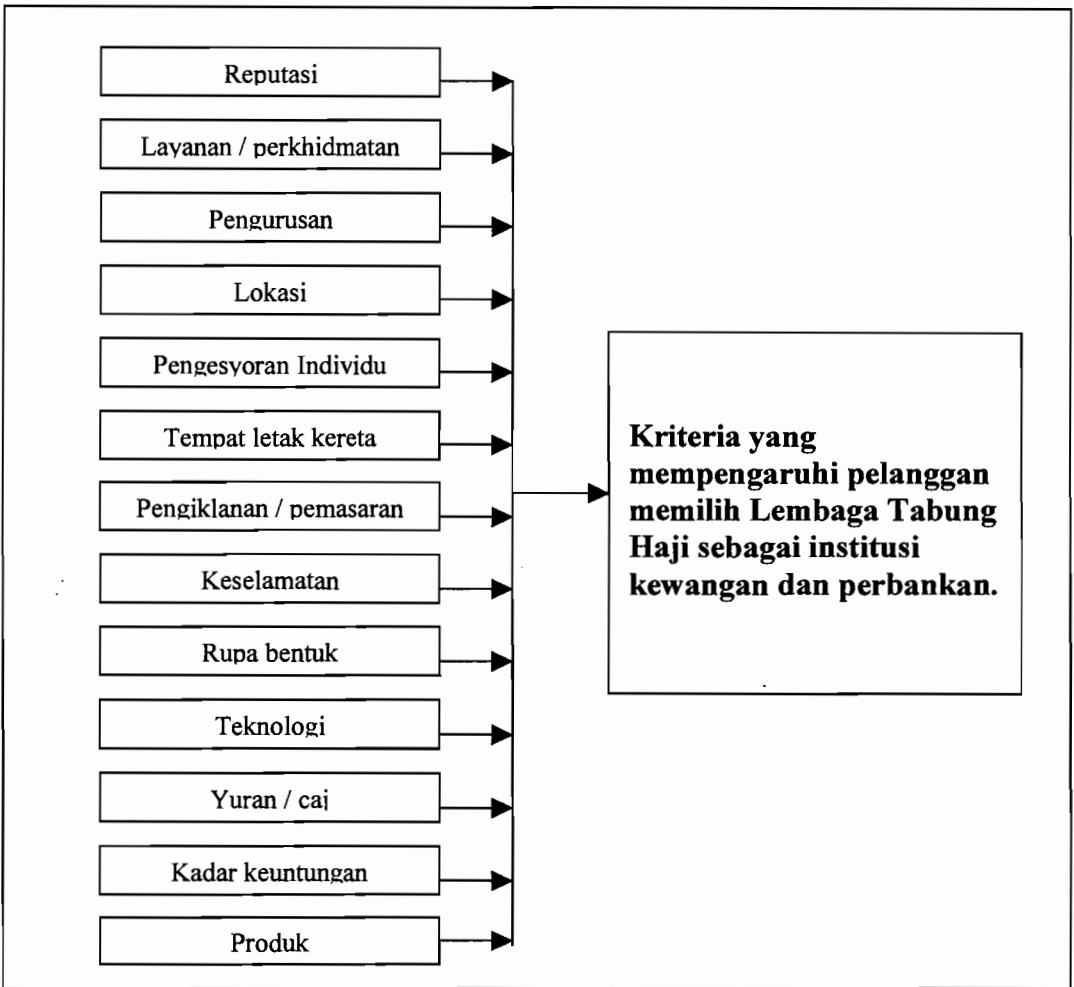 Reputasi
Layanan / perkhidmatan
Pengurusan
Lokasi
Pengesyoran Individu
Tempat letak kereta
Pengiklanan / pemasaran
Keselamatan
Rupa bentuk
Teknologi
Yuran / caj
Kadar keuntungan
Produk
Kriteria yang
mempengaruhi pelanggan
memilih Lembaga Tabung
Haji sebagai institusi
kewangan dan perbankan.